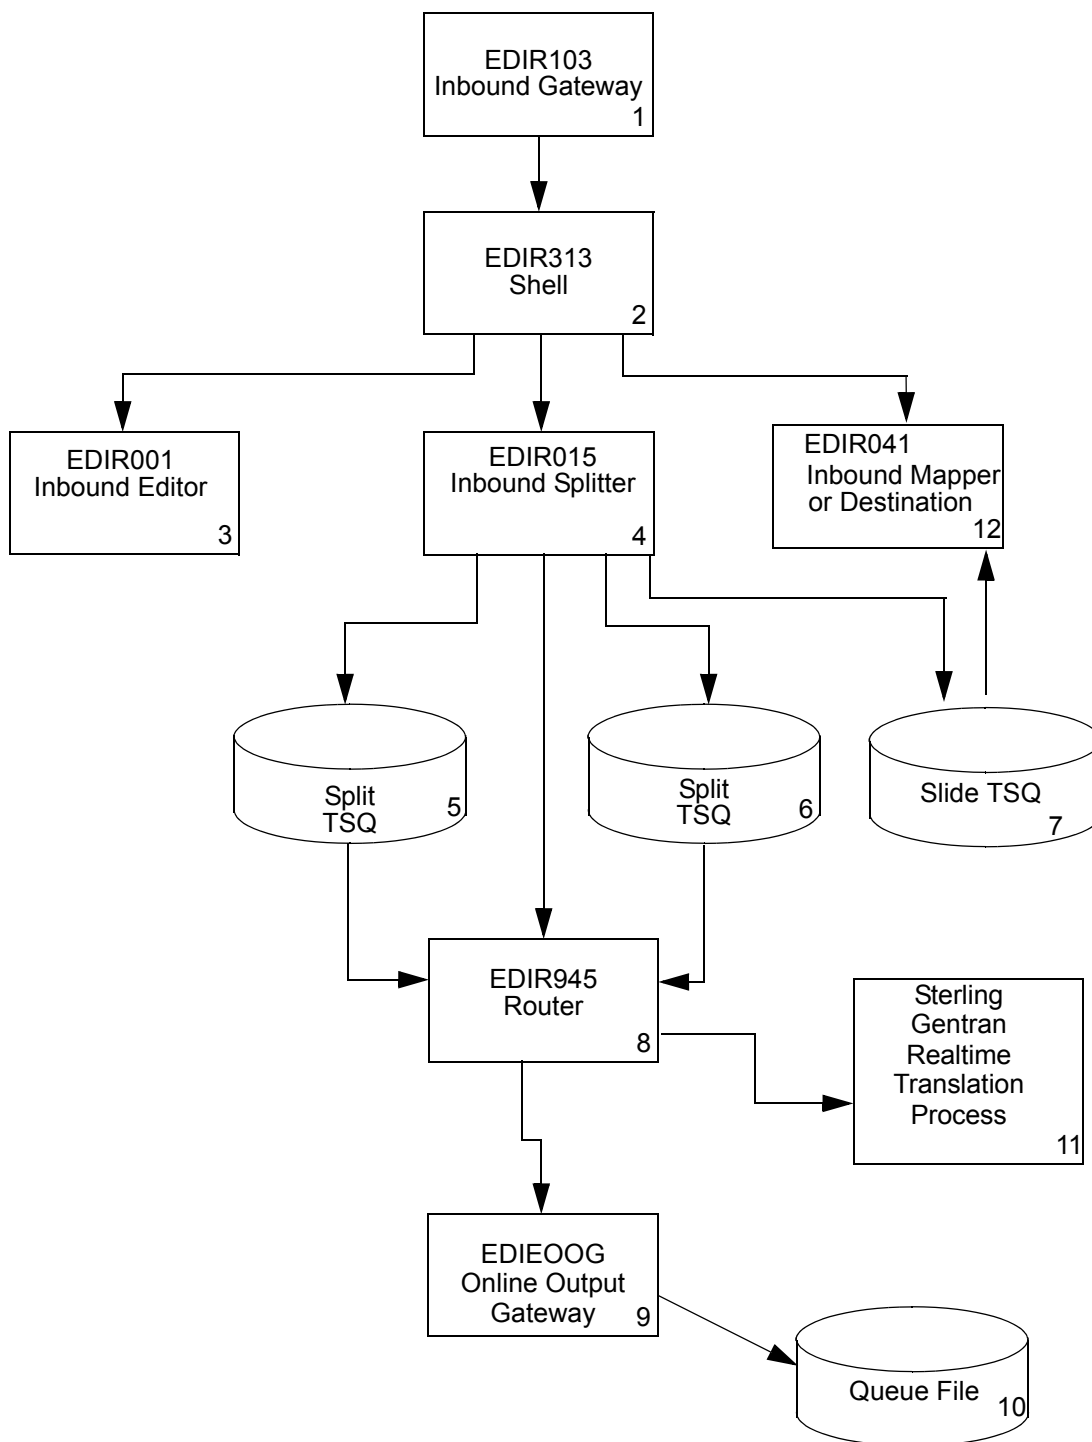 EDIR103
Inbound Gateway
1
EDIR313
Shell
2
EDIR001
Inbound Editor
3
EDIR015
Inbound Splitter
4
EDIR041
Inbound Mapper
or Destination
12
Split
TSQ
5
Split
TSQ
6
Slide TSQ
7
EDIR945
Router
8
Sterling
Gentran
Realtime
Translation
Process
11
EDIEOOG
Online Output
Gateway
9
Queue File
10